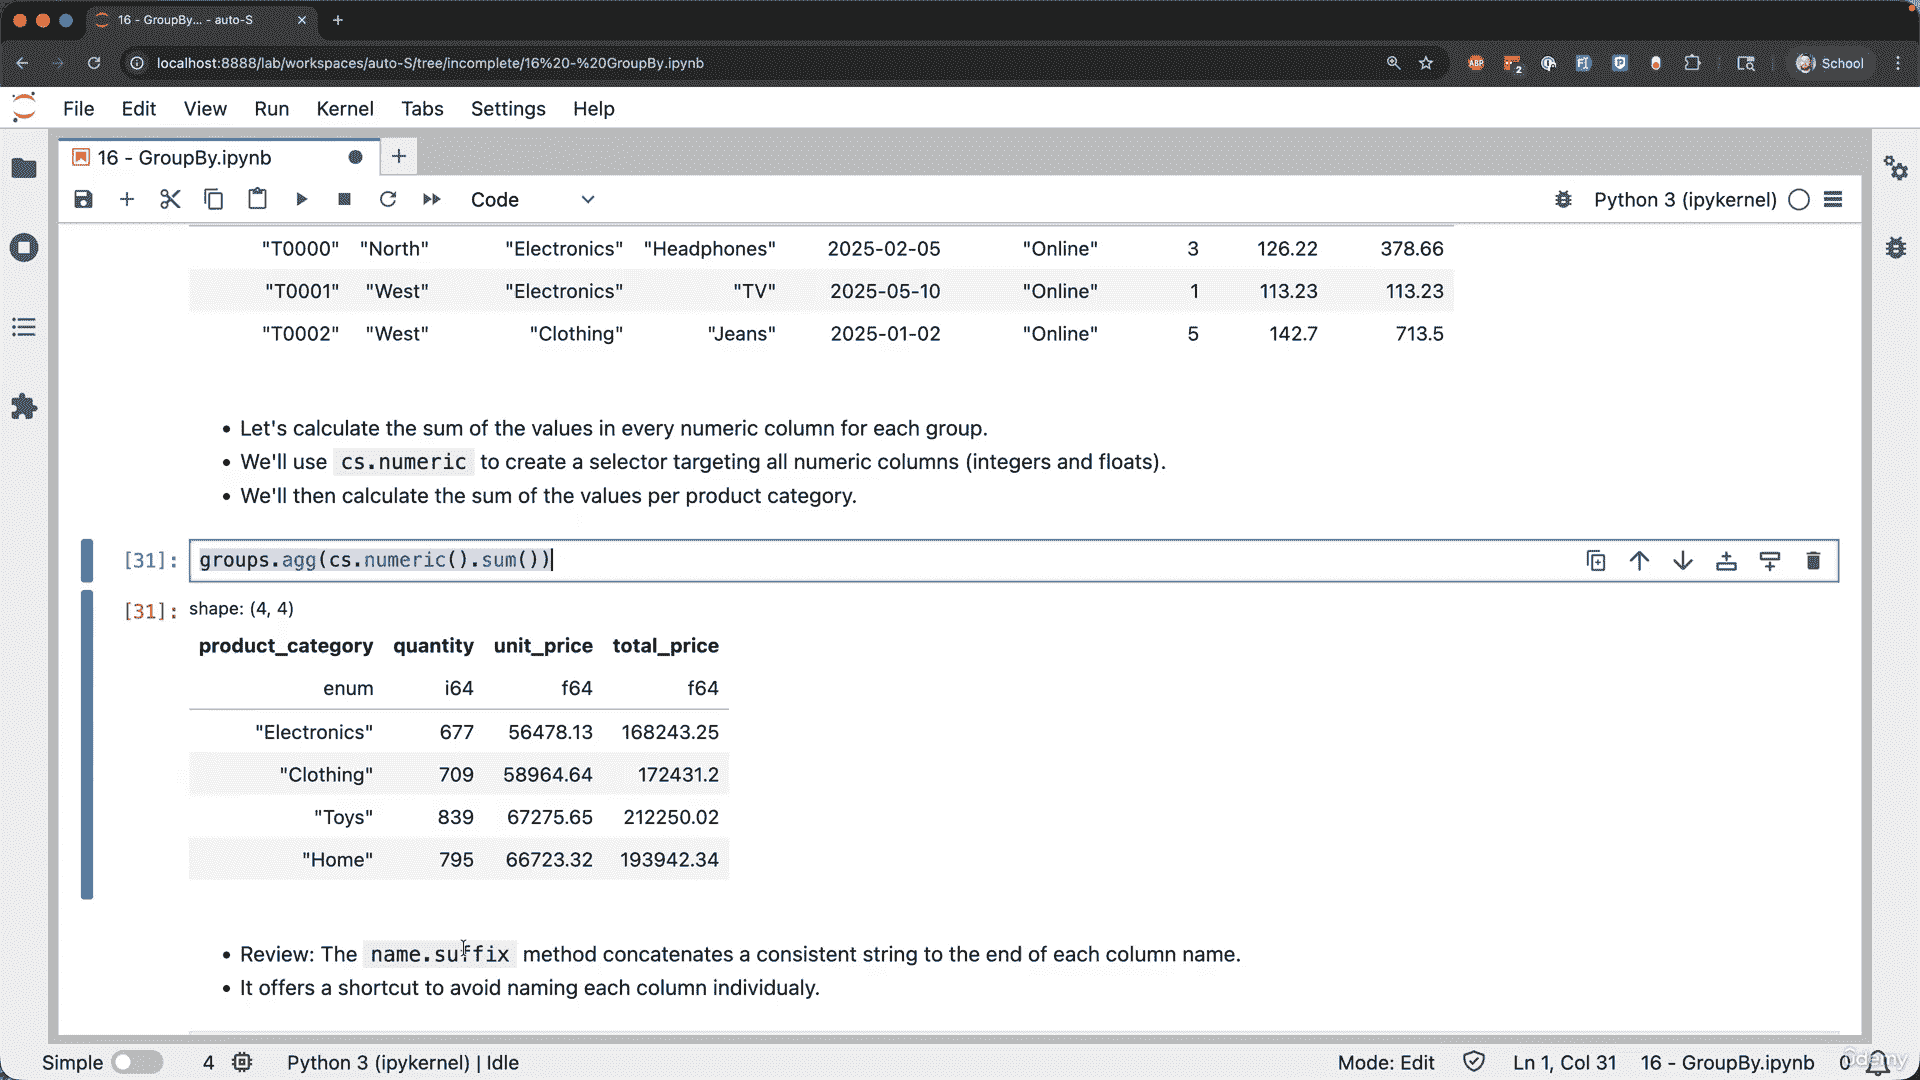 16 - GroupBy... - auto-S
localhost:8888/lab/workspaces/auto-S/tree/incomplete/16%20-%20GroupBy.ipynb
ABP
2
School
File Edit View Run Kernel Tabs Settings Help
16 - GroupBy.ipynb
Code
Python 3 (ipykernel)
"T0000" "North" "Electronics" "Headphones" 2025-02-05 "Online" 3 126.22 378.66
"T0001" "West" "Electronics" "TV" 2025-05-10 "Online" 1 113.23 113.23
"T0002" "West" "Clothing" "Jeans" 2025-01-02 "Online" 5 142.7 713.5
• Let's calculate the sum of the values in every numeric column for each group.
• We'll use cs.numeric to create a selector targeting all numeric columns (integers and floats).
• We'll then calculate the sum of the values per product category.
[31]: groups.agg(cs.numeric().sum())
[31]: shape: (4, 4)
product_category quantity unit_price total_price
enum i64 f64 f64
"Electronics" 677 56478.13 168243.25
"Clothing" 709 58964.64 172431.2
"Toys" 839 67275.65 212250.02
"Home" 795 66723.32 193942.34
• Review: The name.suffix method concatenates a consistent string to the end of each column name.
• It offers a shortcut to avoid naming each column individualy.
Simple 4 Python 3 (ipykernel) | Idle Mode: Edit Ln 1, Col 31 16 - GroupBy.ipynb 0
Udemy